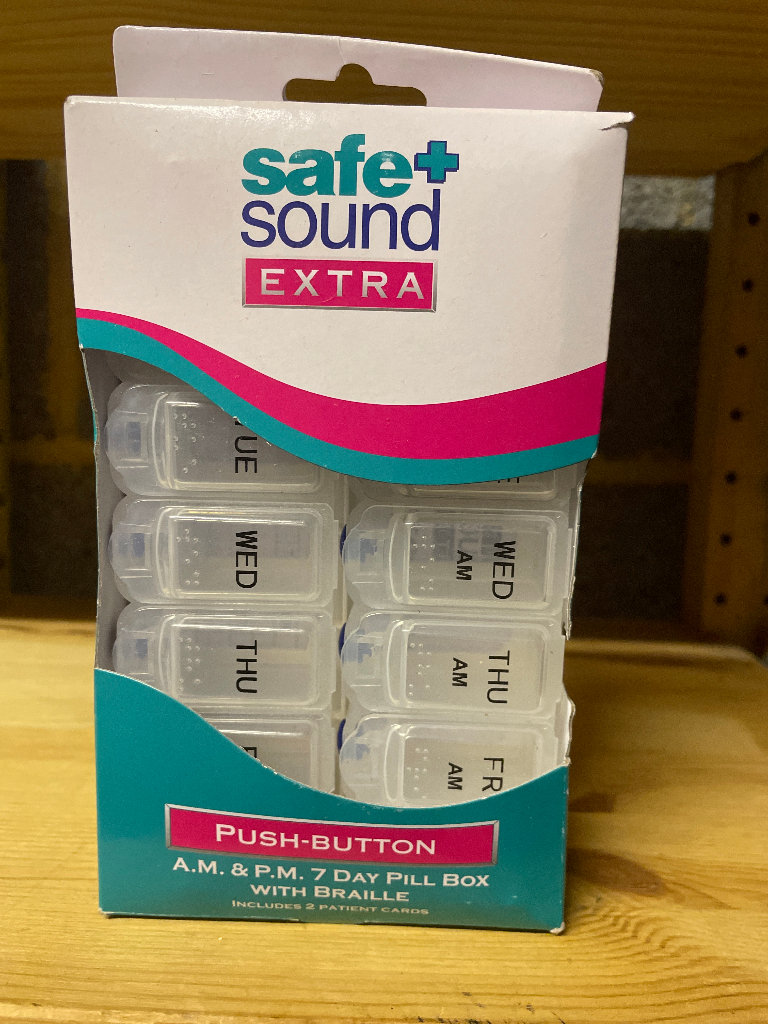 safe+
sound
EXTRA
UE
WED
WED
AM
THU
THU
AM
FR
AM
PUSH-BUTTON
A.M. & P.M. 7 DAY PILL BOX
WITH BRAILLE
INCLUDES 2 PATIENT CARDS